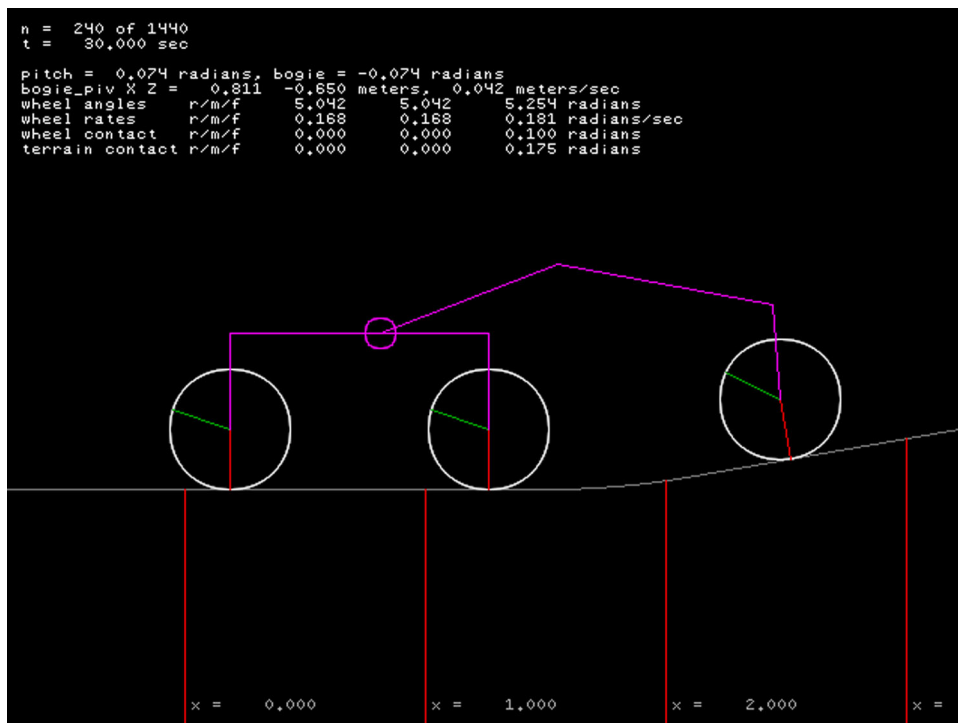 n = 240 of 1440
t = 30.000 sec
pitch = 0.074 radians, bogie = -0.074 radians
bogie_piv X Z = 0.811 -0.650 meters, 0.042 meters/sec
wheel angles r/m/f 5.042 5.042 5.254 radians
wheel rates r/m/f 0.168 0.168 0.181 radians/sec
wheel contact r/m/f 0.000 0.000 0.100 radians
terrain contact r/m/f 0.000 0.000 0.175 radians
x = 0.000 x = 1.000 x = 2.000 x =